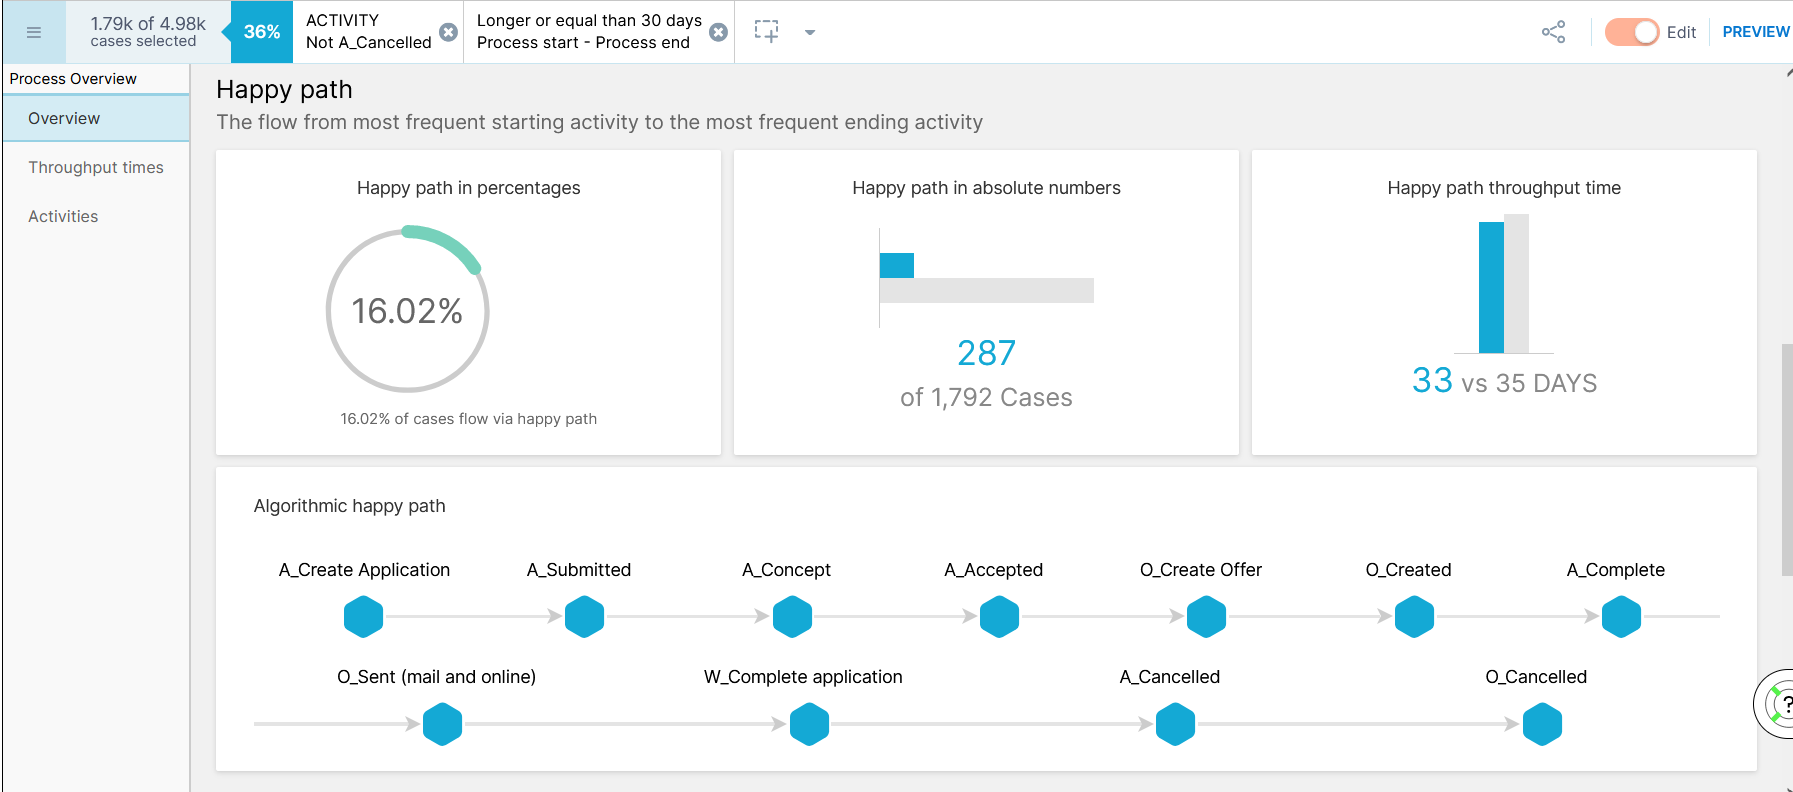 1.79k of 4.98k
cases selected
36%
ACTIVITY
Not A_Cancelled
Longer or equal than 30 days
Process start - Process end
Edit
PREVIEW
Process Overview
Overview
Throughput times
Activities
Happy path
The flow from most frequent starting activity to the most frequent ending activity
Happy path in percentages
16.02%
16.02% of cases flow via happy path
Happy path in absolute numbers
287
of 1,792 Cases
Happy path throughput time
33 vs 35 DAYS
Algorithmic happy path
A_Create Application
A_Submitted
A_Concept
A_Accepted
O_Create Offer
O_Created
A_Complete
O_Sent (mail and online)
W_Complete application
A_Cancelled
O_Cancelled
?